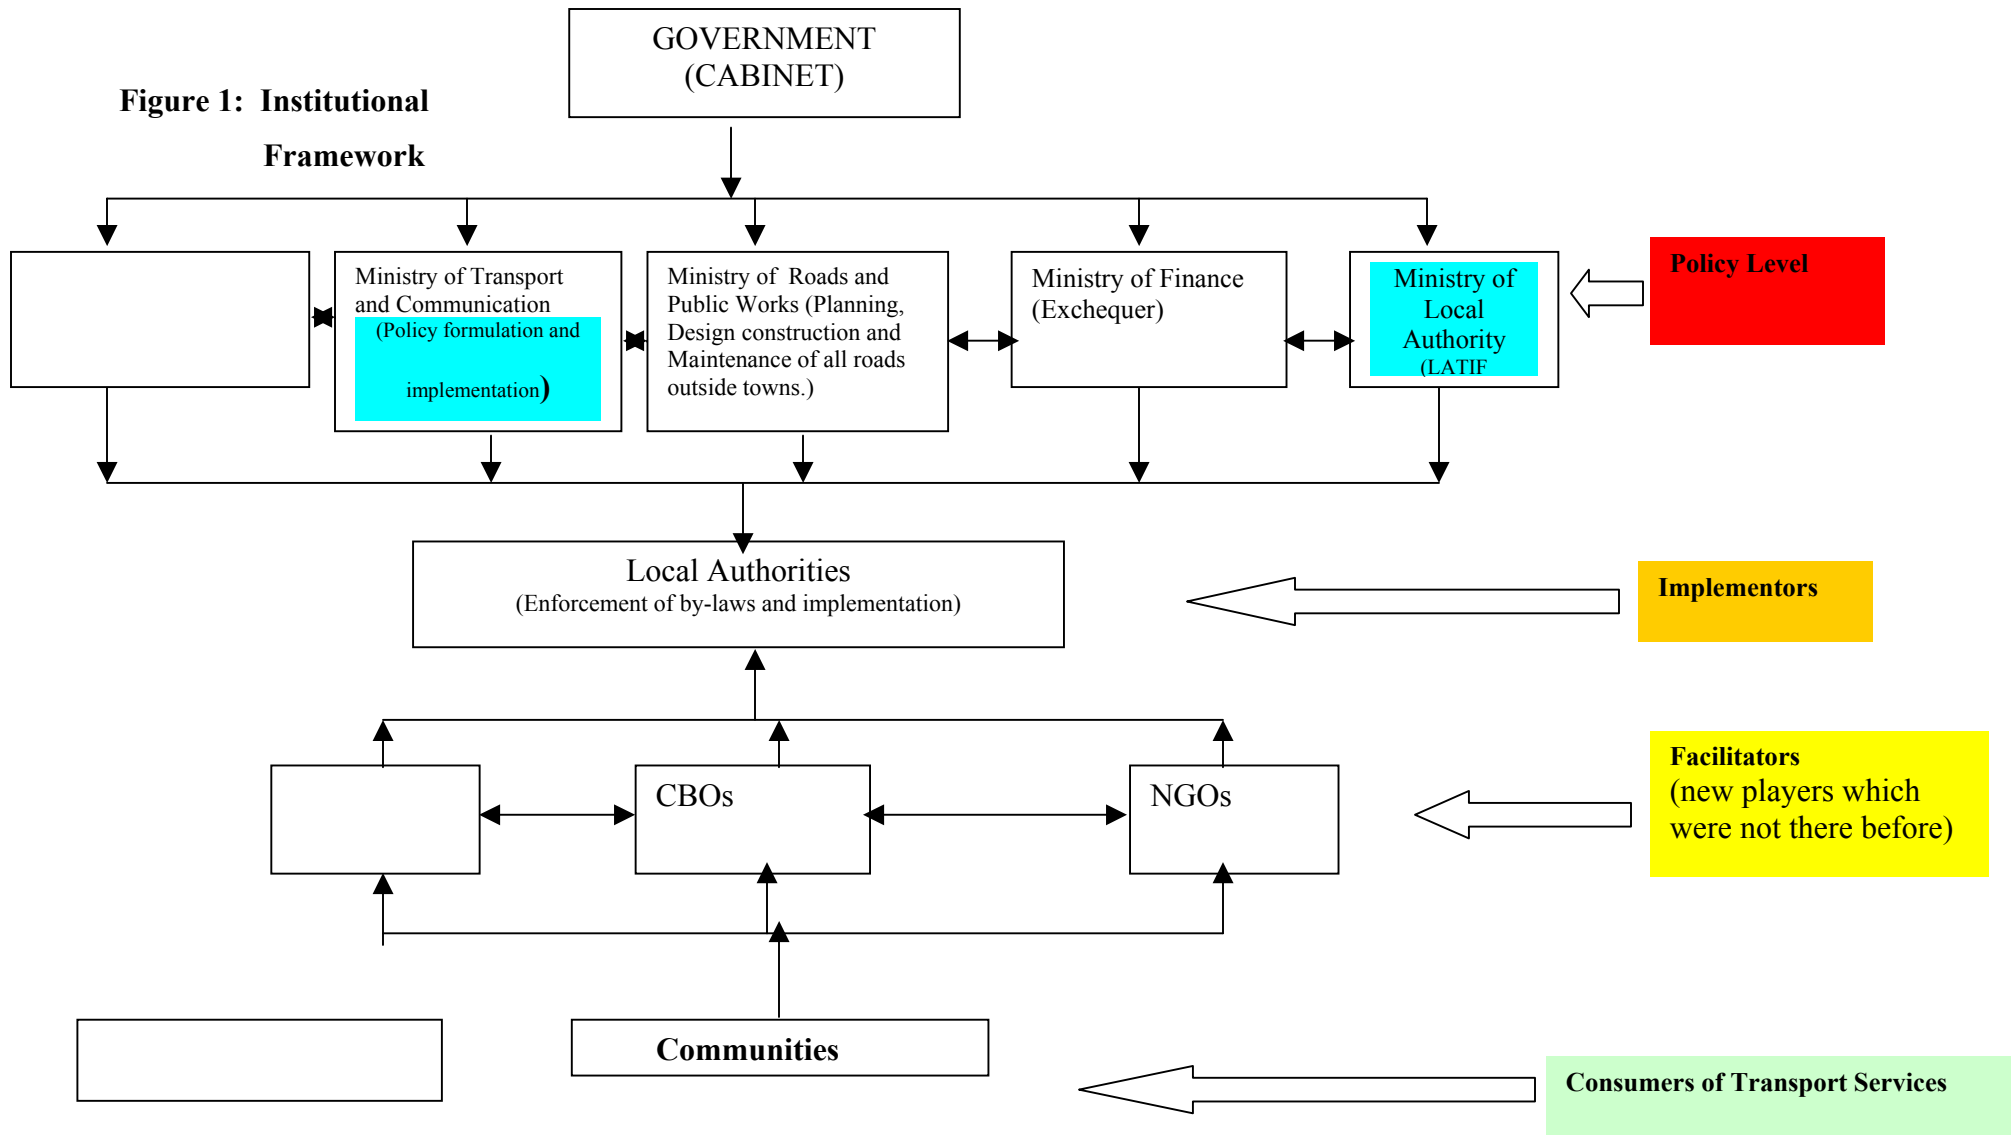 GOVERNMENT
(CABINET)
Figure 1:  Institutional
Framework
Ministry of Transport
and Communication
(Policy formulation and
implementation)
Ministry of  Roads and
Public Works (Planning,
Design construction and
Maintenance of all roads
outside towns.)
Ministry of Finance
(Exchequer)
Ministry of
Local
Authority
(LATIF
Policy Level
Local Authorities
(Enforcement of by-laws and implementation)
Implementors
CBOs
NGOs
Facilitators
(new players which
were not there before)
Communities
Consumers of Transport Services